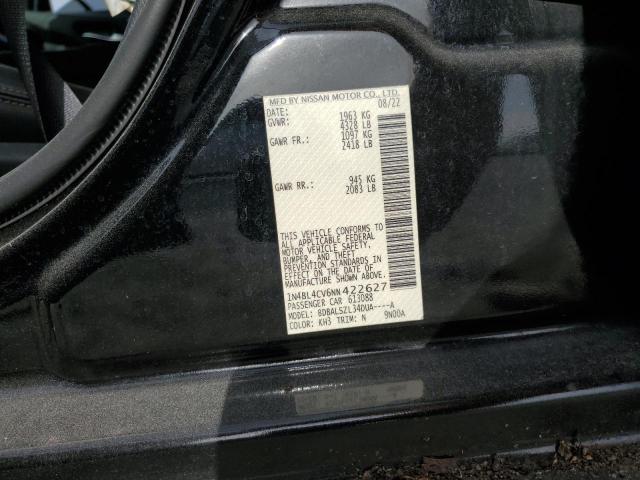 MFD BY NISSAN MOTOR CO., LTD.
DATE: 08/22
GVWR: 1963 KG
4328 LB
GAWR FR.: 1097 KG
2418 LB
GAWR RR.: 945 KG
2083 LB
THIS VEHICLE CONFORMS TO
ALL APPLICABLE FEDERAL
MOTOR VEHICLE SAFETY,
BUMPER, AND THEFT
PREVENTION STANDARDS IN
EFFECT ON THE DATE OF
MANUFACTURE SHOWN ABOVE.
1N4BL4CV6NN422627
PASSENGER CAR 613088
MODEL: BDBALSZL34DUA----A
COLOR: KH3 TRIM: N 9N00A